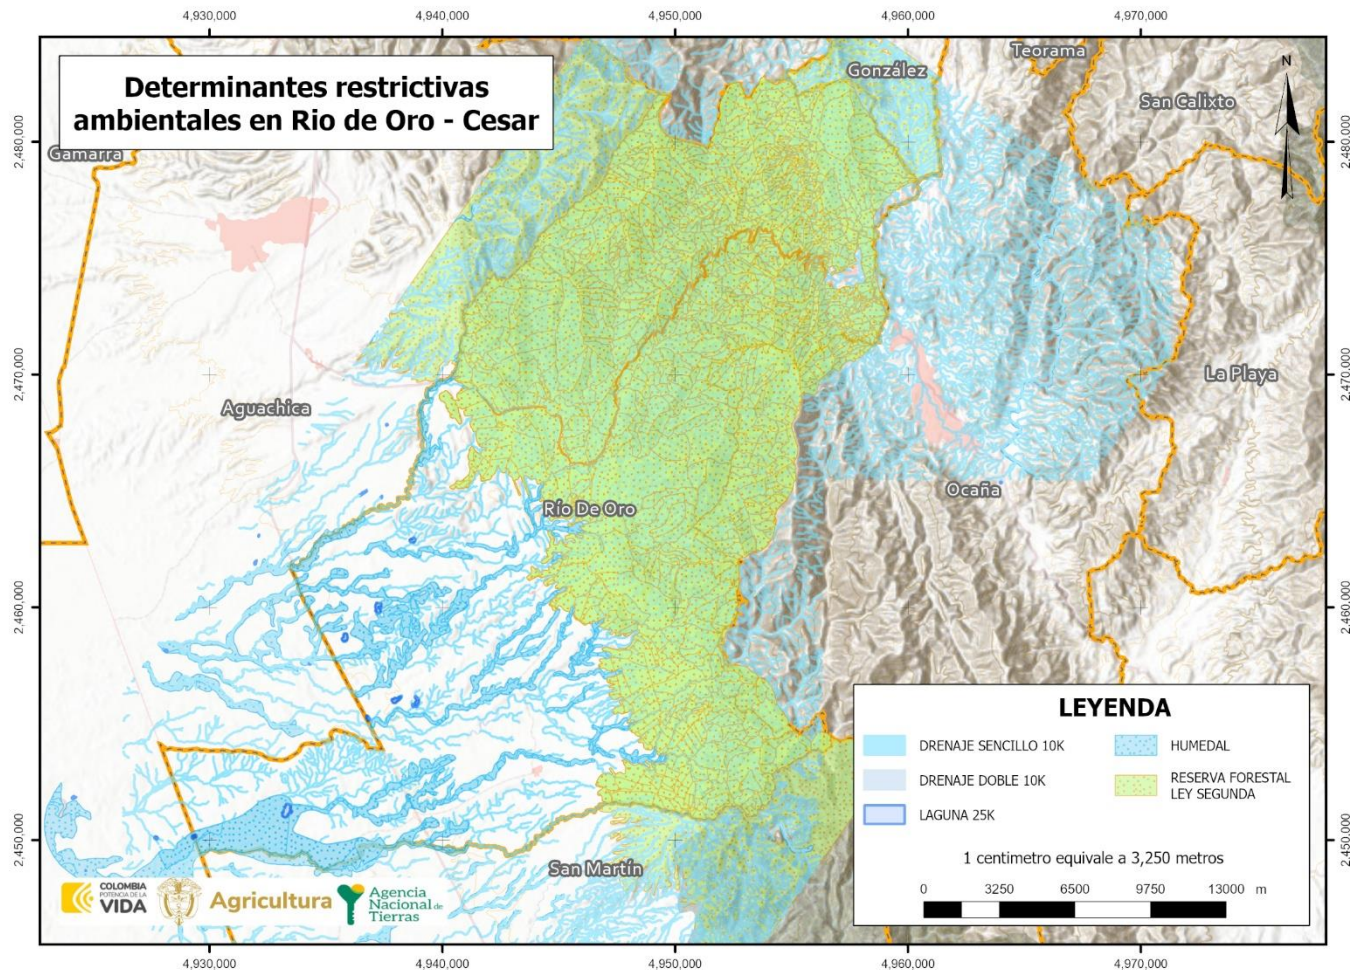 4,930,000
4,940,000
4,950,000
4,960,000
4,970,000
Determinantes restrictivas
ambientales en Rio de Oro - Cesar
Teorama
González
San Calixto
N
2,480,000
2,480,000
Gamarra
2,470,000
2,470,000
La Playa
Aguachica
Ocaña
Río De Oro
2,460,000
2,460,000
LEYENDA
DRENAJE SENCILLO 10K
HUMEDAL
DRENAJE DOBLE 10K
RESERVA FORESTAL
LEY SEGUNDA
LAGUNA 25K
2,450,000
2,450,000
1 centimetro equivale a 3,250 metros
San Martín
0 3250 6500 9750 13000 m
COLOMBIA
POTENCIA DE LA
VIDA
Agricultura
Agencia
Nacional de
Tierras
4,930,000
4,940,000
4,950,000
4,960,000
4,970,000